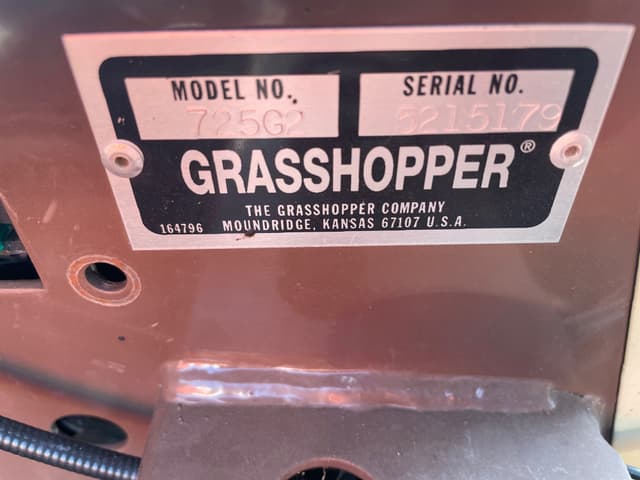 MODEL NO. SERIAL NO.
725G2 5215179
GRASSHOPPER®
THE GRASSHOPPER COMPANY
164796 MOUNDRIDGE, KANSAS 67107 U.S.A.